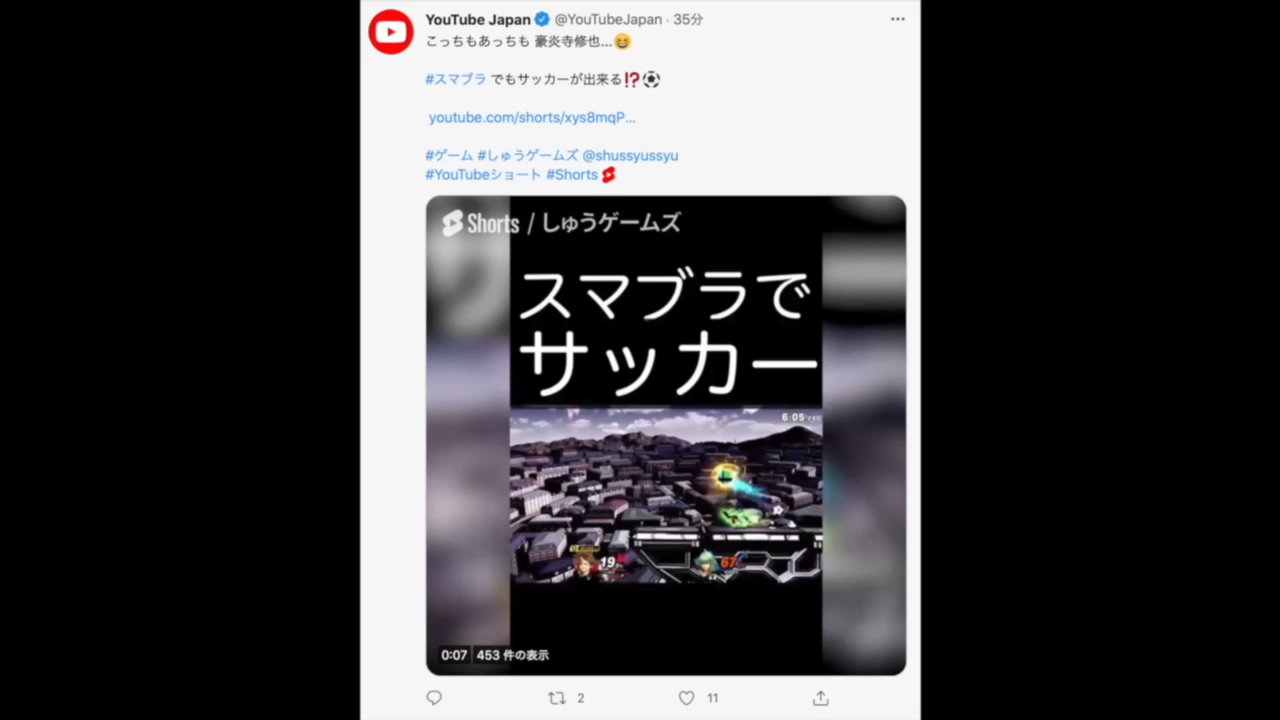 YouTube Japan @YouTubeJapan · 35分
こっちもあっちも 豪炎寺修也...😆
#スマブラ でもサッカーが出来る⁉️⚽
youtube.com/shorts/xys8mqP...
#ゲーム #しゅうゲームズ @shussyussyu
#YouTubeショート #Shorts
Shorts / しゅうゲームズ
スマブラで
サッカー
6:05
19
67
0:07 453 件の表示
2 11